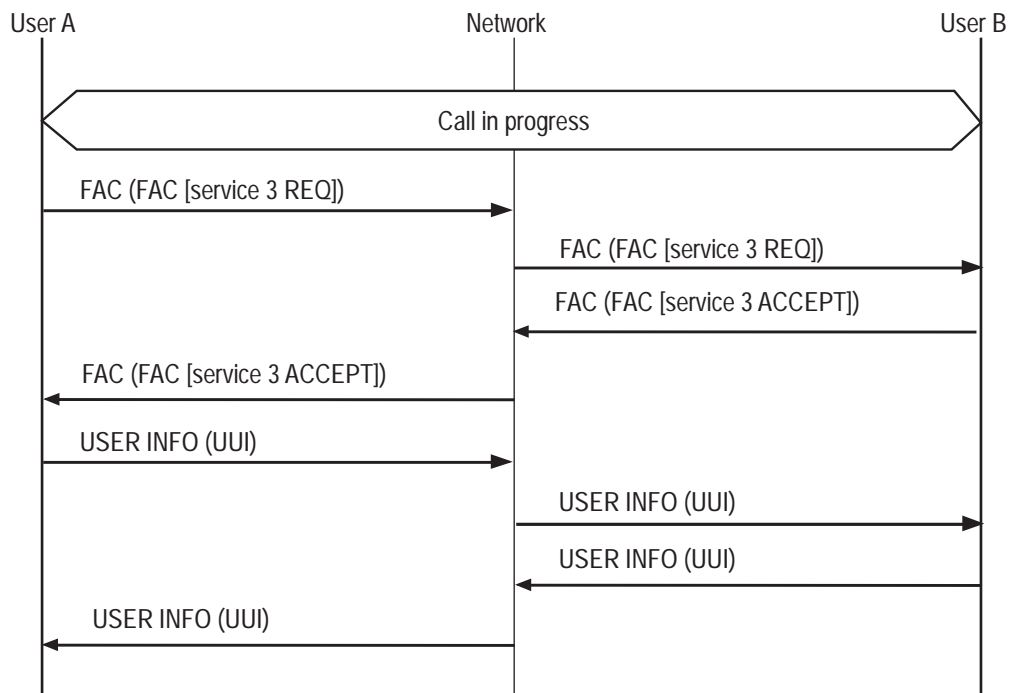 User A
Network
User B
Call in progress
FAC (FAC [service 3 REQ])
FAC (FAC [service 3 REQ])
FAC (FAC [service 3 ACCEPT])
FAC (FAC [service 3 ACCEPT])
USER INFO (UUI)
USER INFO (UUI)
USER INFO (UUI)
USER INFO (UUI)